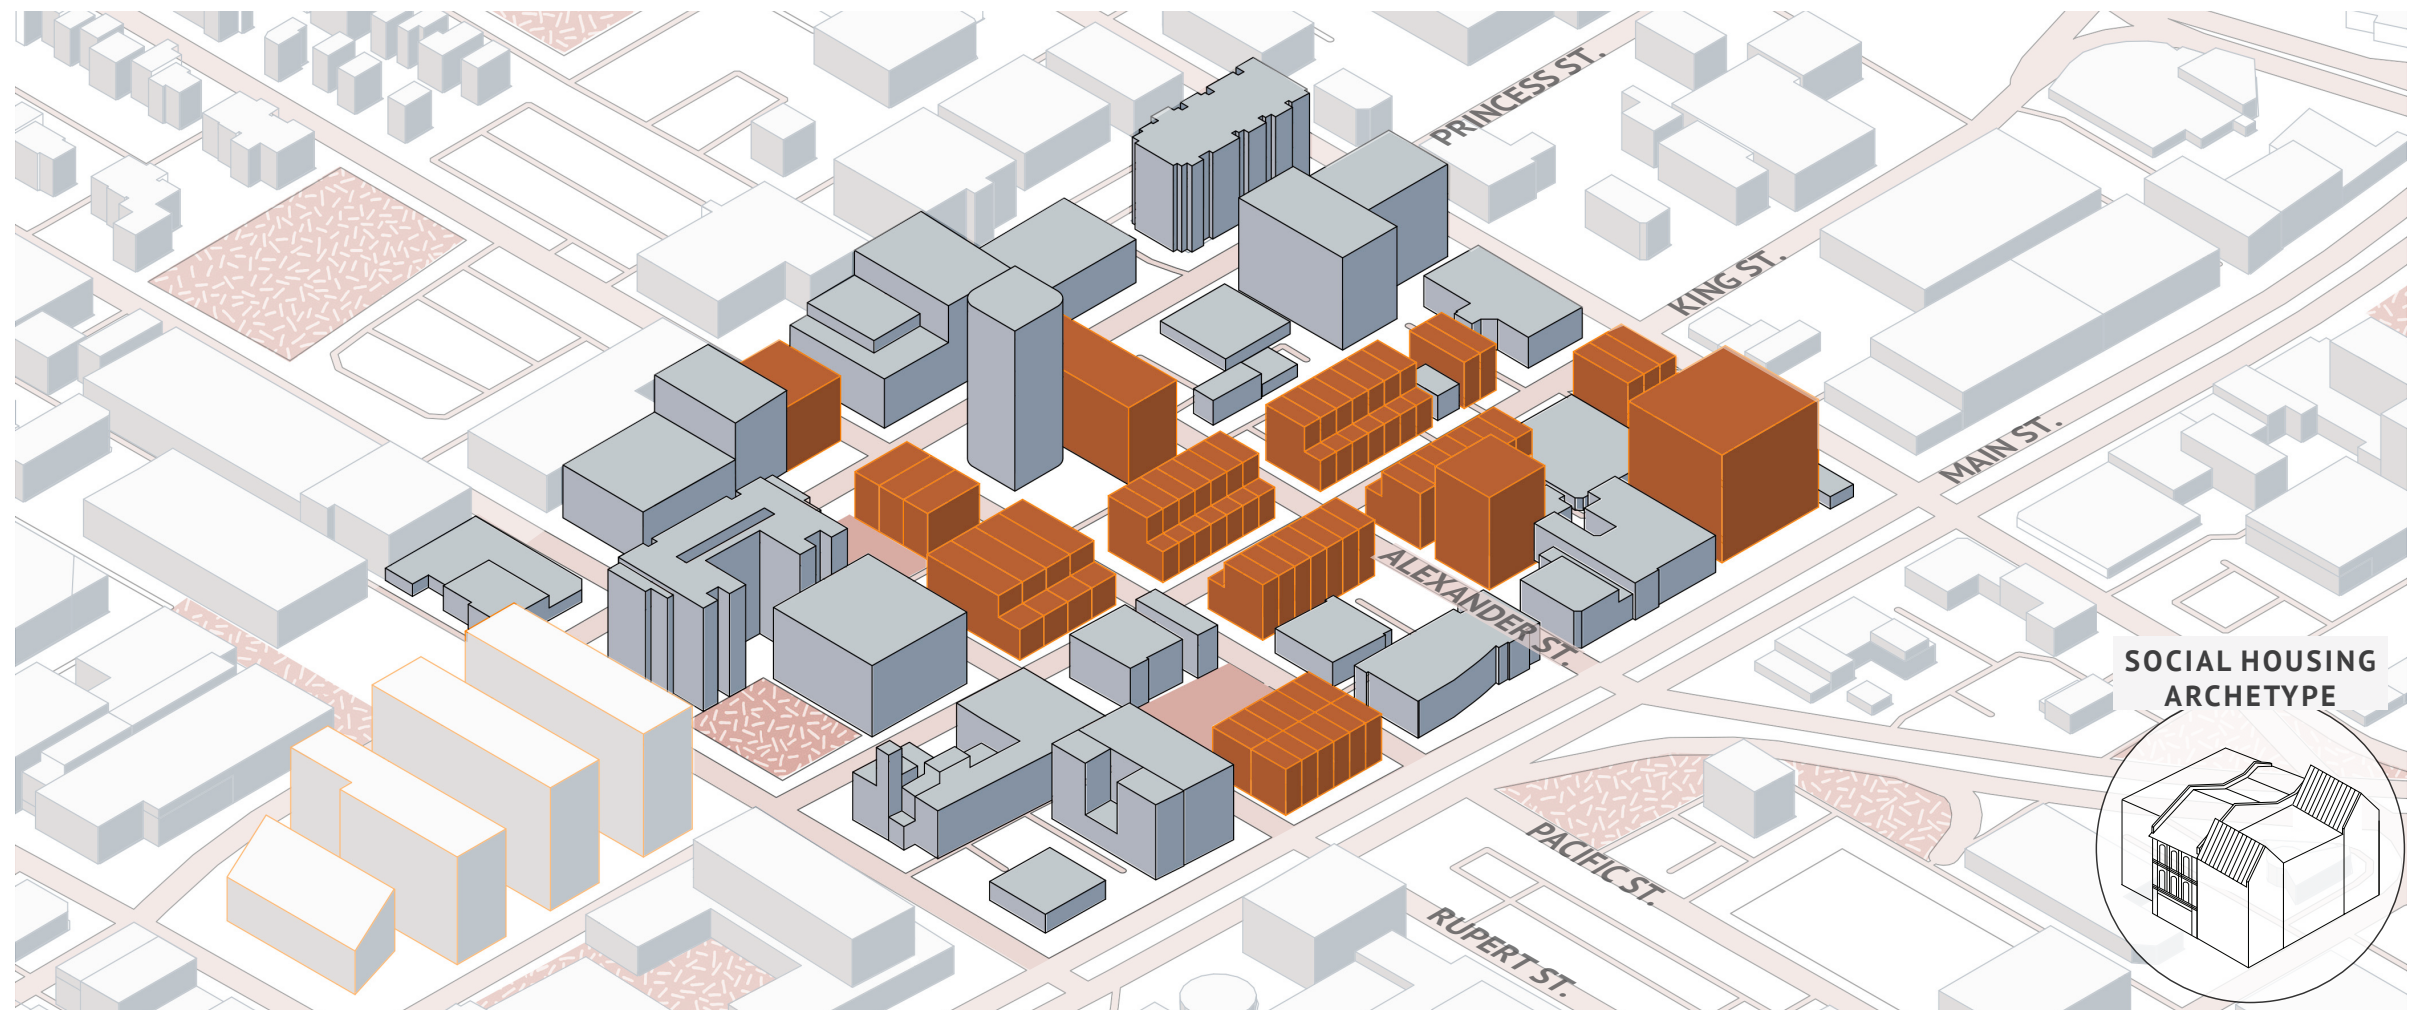 PRINCESS ST.
KING ST.
MAIN ST.
ALEXANDER ST.
SOCIAL HOUSING
ARCHETYPE
PACIFIC ST.
RUPERT ST.